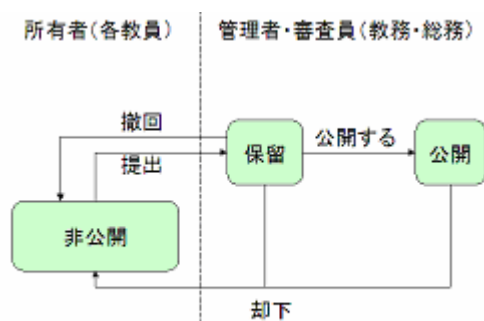 所有者(各教員)
管理者・審査員(教務・総務)
撤回
提出
保留
公開する
公開
非公開
却下